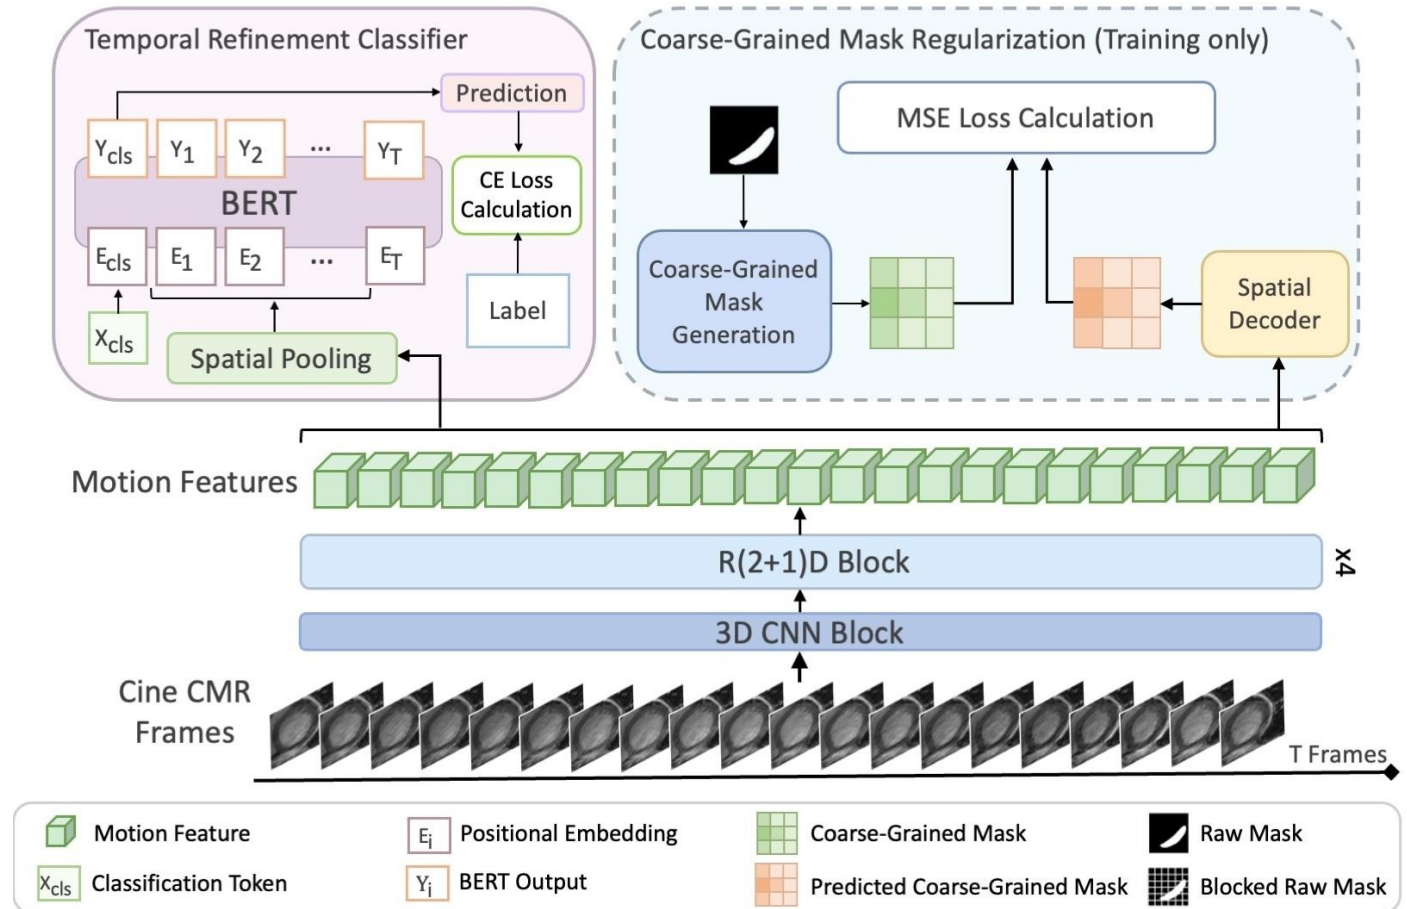 Temporal Refinement Classifier
Prediction
Ycls Y1 Y2 ... YT
BERT
Ecls E1 E2 ... ET
Xcls
Spatial Pooling
CE Loss
Calculation
Label
Coarse-Grained Mask Regularization (Training only)
MSE Loss Calculation
Coarse-Grained
Mask
Generation
Spatial
Decoder
Motion Features
R(2+1)D Block
x4
3D CNN Block
Cine CMR
Frames
T Frames
Motion Feature
Ei Positional Embedding
Coarse-Grained Mask
Raw Mask
Xcls Classification Token
Yi BERT Output
Predicted Coarse-Grained Mask
Blocked Raw Mask